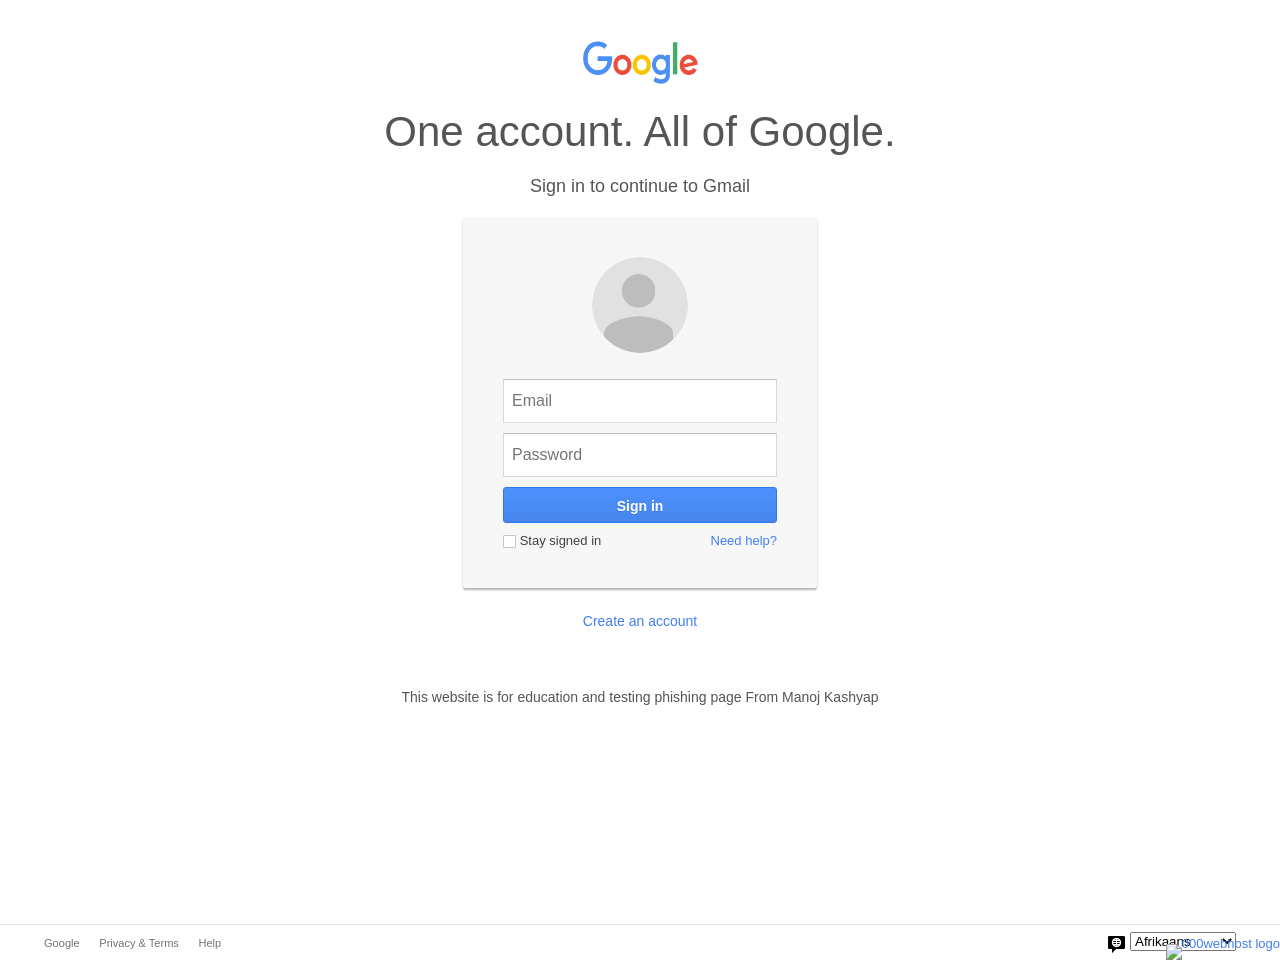 Google
One account. All of Google.
Sign in to continue to Gmail
Email
Password
Sign in
Stay signed in
Need help?
Create an account
This website is for education and testing phishing page From Manoj Kashyap
Google
Privacy & Terms
Help
Afrikaans
000webhost logo